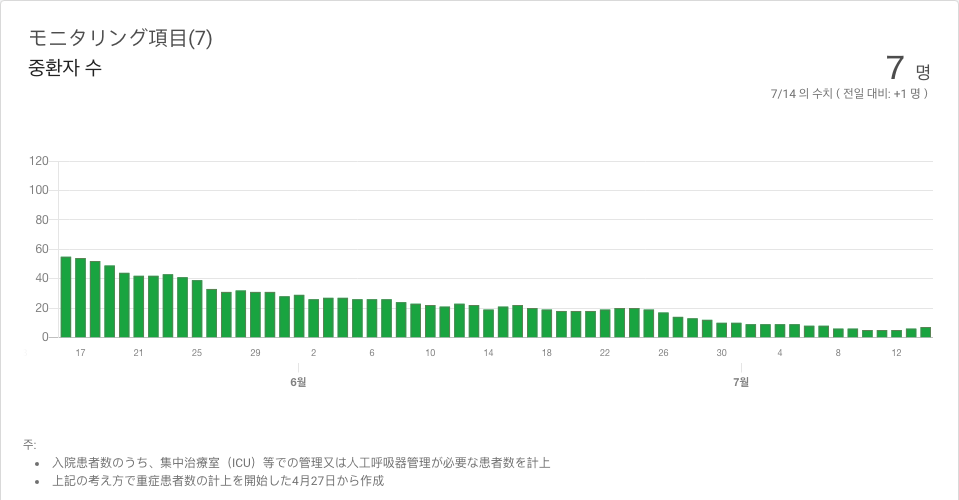 モニタリング項目(7)
중환자 수
7 명
7/14 의 수치 ( 전일 대비: +1 명 )
120
100
80
60
40
20
0
17 21 25 29 2 6 10 14 18 22 26 30 4 8 12
6월 7월
주:
• 入院患者数のうち、集中治療室（ICU）等での管理又は人工呼吸器管理が必要な患者数を計上
• 上記の考え方で重症患者数の計上を開始した4月27日から作成